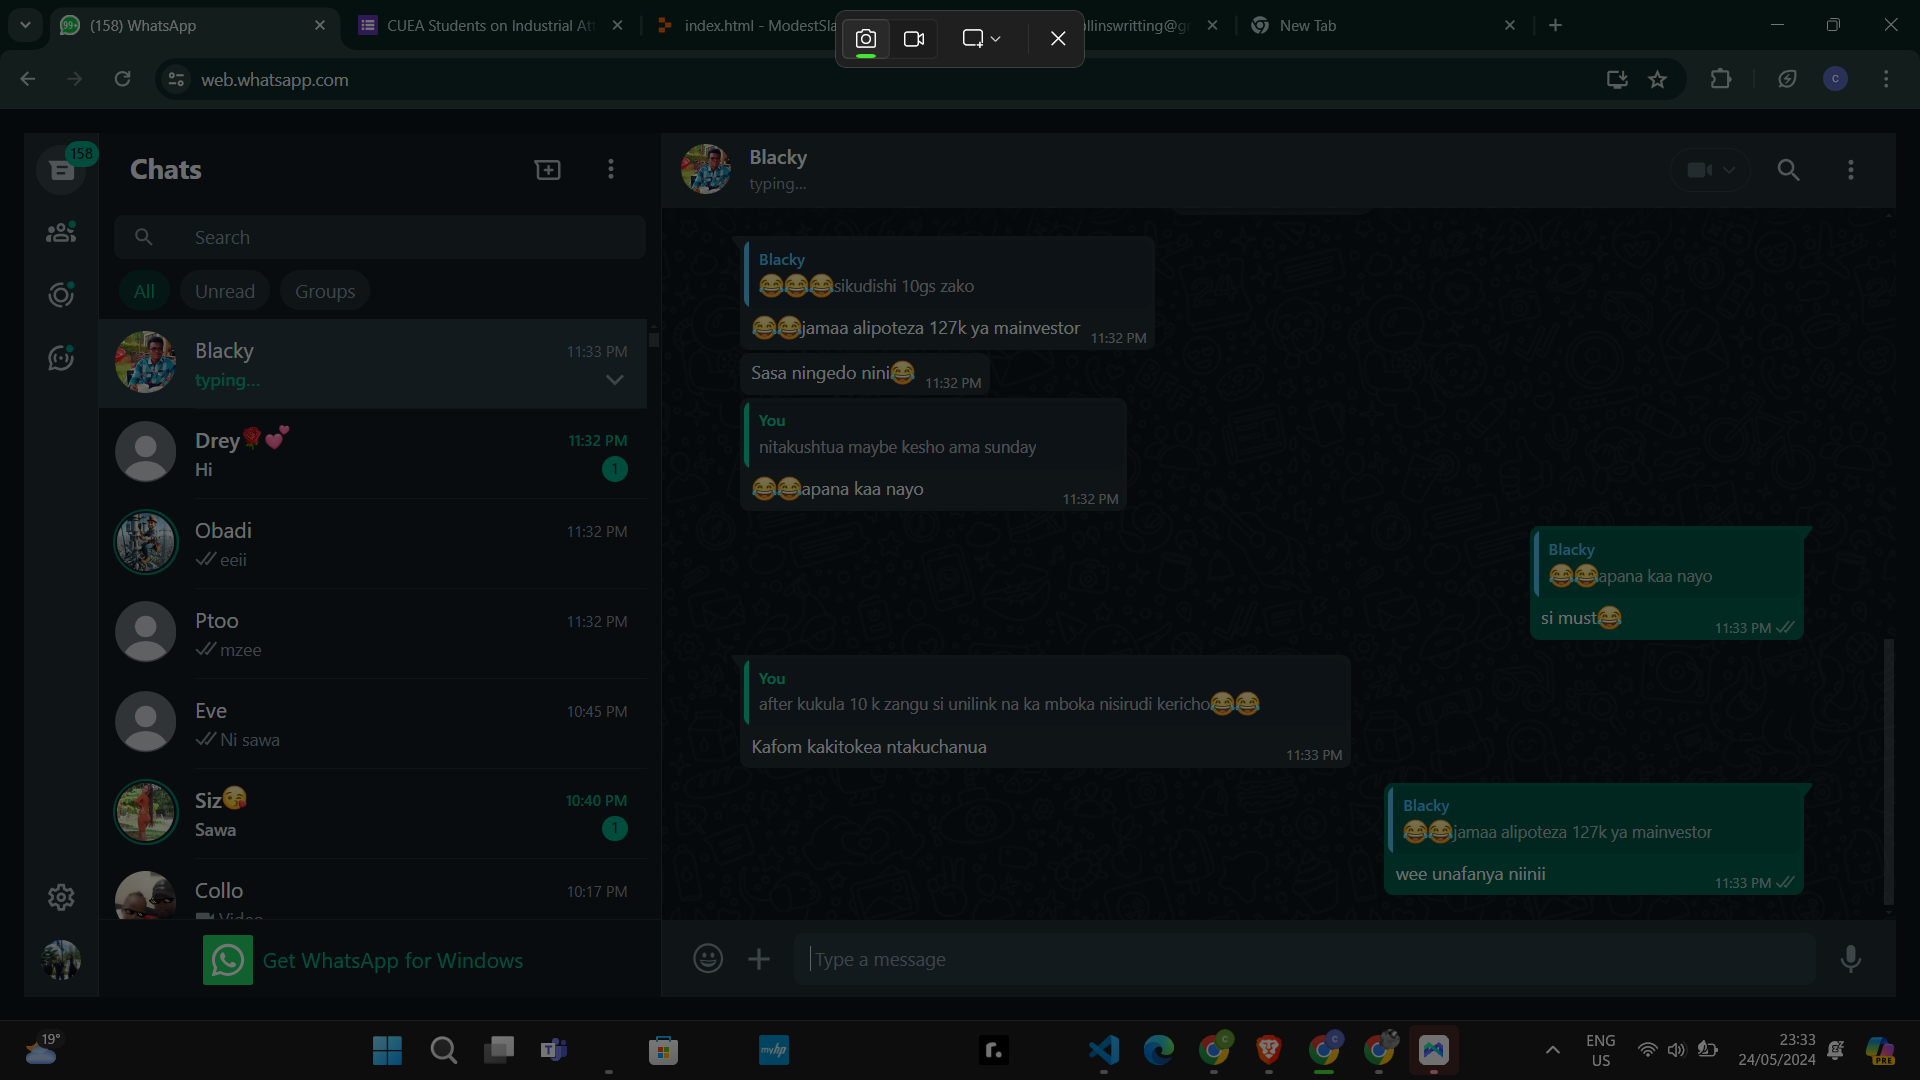 (158) WhatsApp
CUEA Students on Industrial Att
index.html - ModestSla
llinswritting@gr
New Tab
web.whatsapp.com
C
158
Chats
Search
All
Unread
Groups
Blacky
11:33 PM
typing...
Drey🌹💕
11:32 PM
Hi
1
Obadi
11:32 PM
eeii
Ptoo
11:32 PM
mzee
Eve
10:45 PM
Ni sawa
Siz😘
10:40 PM
Sawa
1
Collo
10:17 PM
Video
Get WhatsApp for Windows
Blacky
typing...
Blacky
😂😂😂sikudishi 10gs zako
😂😂jamaa alipoteza 127k ya mainvestor
11:32 PM
Sasa ningedo nini😂
11:32 PM
You
nitakushtua maybe kesho ama sunday
😂😂apana kaa nayo
11:32 PM
Blacky
😂😂apana kaa nayo
si must😂
11:33 PM
You
after kukula 10 k zangu si unilink na ka mboka nisirudi kericho😂😂
Kafom kakitokea ntakuchanua
11:33 PM
Blacky
😂😂jamaa alipoteza 127k ya mainvestor
wee unafanya niinii
11:33 PM
Type a message
19°
myhp
r.
C
C
ENG
US
23:33
24/05/2024
PRE